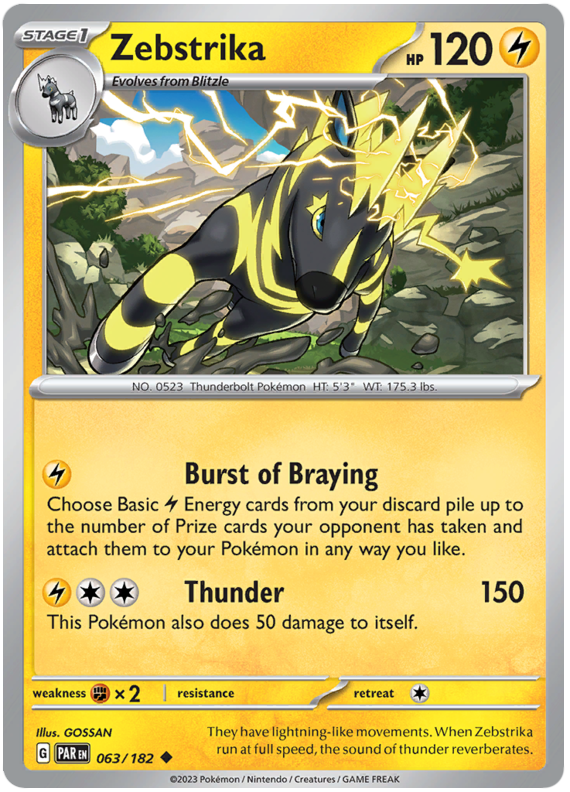 STAGE1
Zebstrika
HP 120
Evolves from Blitzle
NO. 0523 Thunderbolt Pokémon HT: 5'3" WT: 175.3 lbs.
Burst of Braying
Choose Basic Energy cards from your discard pile up to
the number of Prize cards your opponent has taken and
attach them to your Pokémon in any way you like.
Thunder 150
This Pokémon also does 50 damage to itself.
weakness ×2 resistance retreat
Illus. GOSSAN
They have lightning-like movements. When Zebstrika
run at full speed, the sound of thunder reverberates.
G PAR EN 063/182
©2023 Pokémon / Nintendo / Creatures / GAME FREAK